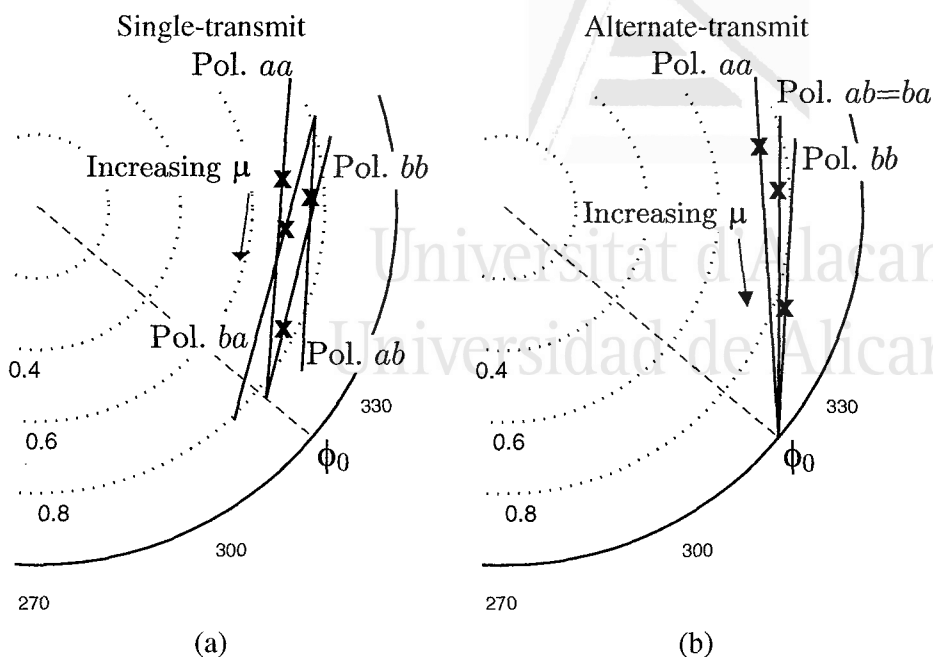 Single-transmit
Pol. aa
Increasing μ
Pol. bb
Pol. ba
Pol. ab
0.4
0.6
0.8
330
ϕ0
300
270
(a)
Alternate-transmit
Pol. aa
Pol. ab=ba
Pol. bb
Increasing μ
0.4
0.6
0.8
330
ϕ0
300
270
(b)
Universitat d'Alacan
Universidad de Alican